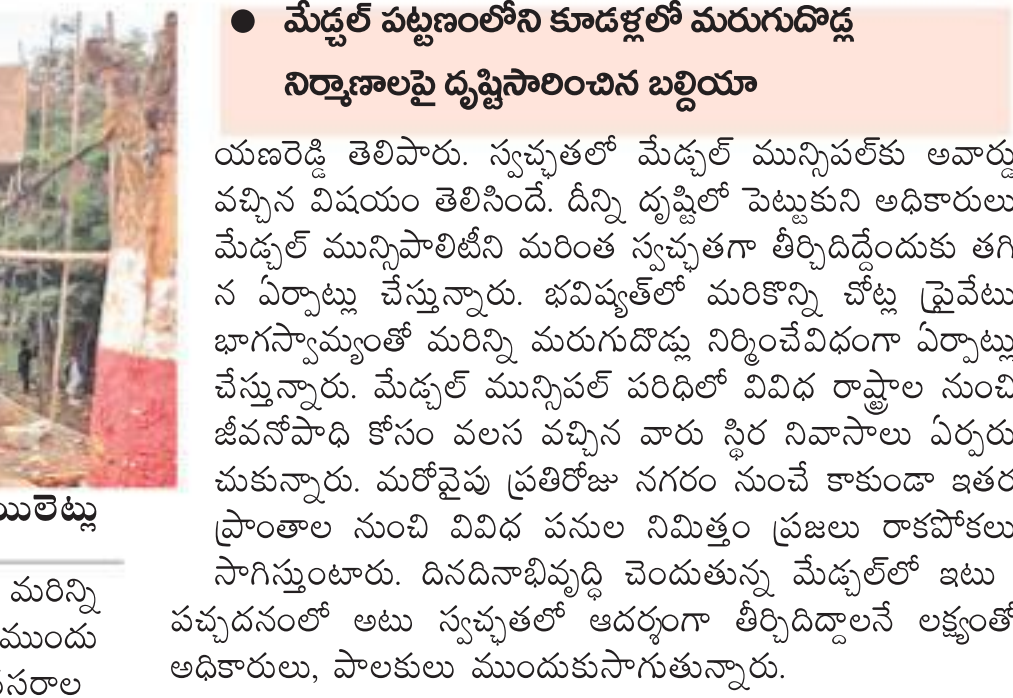 ● మేడ్చల్ పట్టణంలోని కూడళ్లలో మరుగుదొడ్ల
నిర్మాణాలపై దృష్టిసారించిన బల్దియా
యణరెడ్డి తెలిపారు. స్వచ్ఛతలో మేడ్చల్ మున్సిపల్‌కు అవార్డు
వచ్చిన విషయం తెలిసిందే. దీన్ని దృష్టిలో పెట్టుకుని అధికారులు
మేడ్చల్ మున్సిపాలిటీని మరింత స్వచ్ఛతగా తీర్చిదిద్దేందుకు తగి
న ఏర్పాట్లు చేస్తున్నారు. భవిష్యత్‌లో మరికొన్ని చోట్ల ప్రైవేటు
భాగస్వామ్యంతో మరిన్ని మరుగుదొడ్లు నిర్మించేవిధంగా ఏర్పాట్లు
చేస్తున్నారు. మేడ్చల్ మున్సిపల్ పరిధిలో వివిధ రాష్ట్రాల నుంచి
జీవనోపాధి కోసం వలస వచ్చిన వారు స్థిర నివాసాలు ఏర్పరు
చుకున్నారు. మరోవైపు ప్రతిరోజు నగరం నుంచే కాకుండా ఇతర
ప్రాంతాల నుంచి వివిధ పనుల నిమిత్తం ప్రజలు రాకపోకలు
సాగిస్తుంటారు. దినదినాభివృద్ధి చెందుతున్న మేడ్చల్‌లో ఇటు
పచ్చదనంలో అటు స్వచ్ఛతలో ఆదర్శంగా తీర్చిదిద్దాలనే లక్ష్యంతో
అధికారులు, పాలకులు ముందుకుసాగుతున్నారు.
యిలెట్లు
మరిన్ని
ముందు